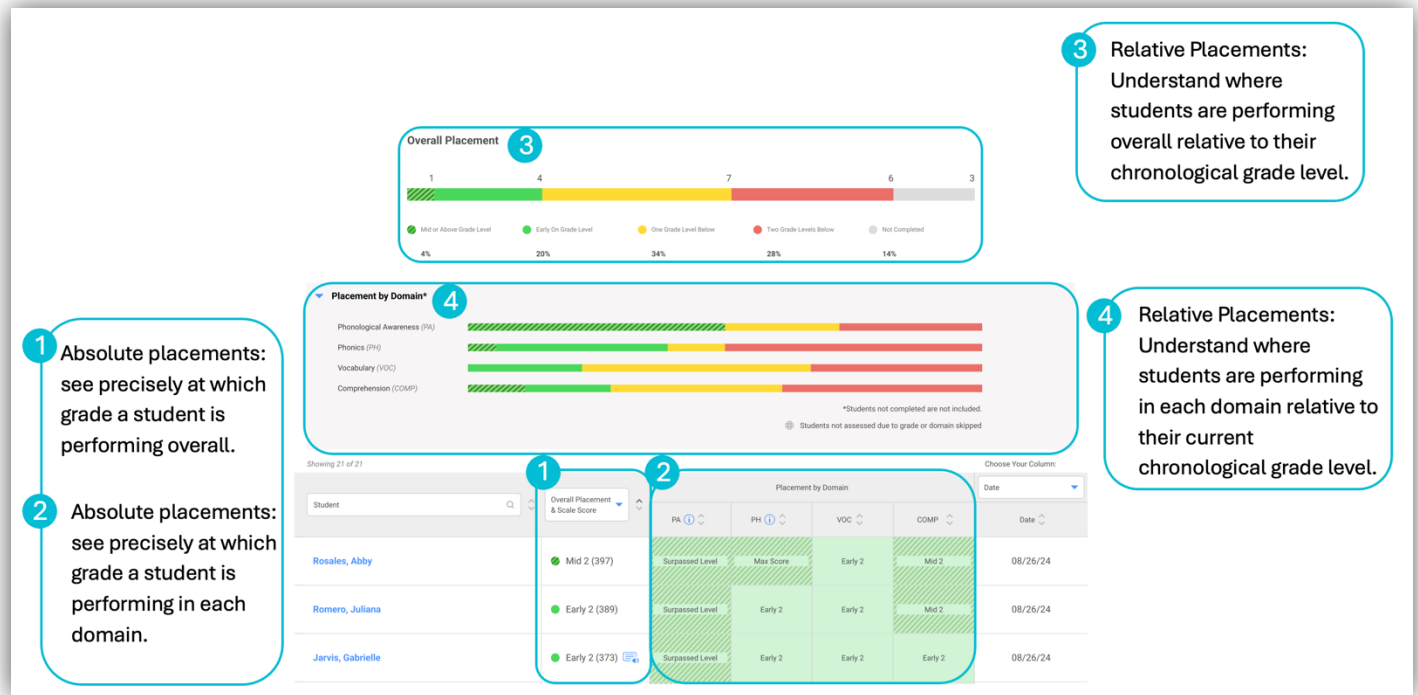 3
Relative Placements:
Understand where
students are performing
overall relative to their
chronological grade level.
Overall Placement
3
1 4 7 6 3
Mid or Above Grade Level Early On Grade Level One Grade Level Below Two Grade Levels Below Not Completed
4% 20% 34% 28% 14%
1
Absolute placements:
see precisely at which
grade a student is
performing overall.
2
Absolute placements:
see precisely at which
grade a student is
performing in each
domain.
Placement by Domain*
4
Phonological Awareness (PA)
Phonics (PH)
Vocabulary (VOC)
Comprehension (COMP)
*Students not completed are not included.
Students not assessed due to grade or domain skipped
4
Relative Placements:
Understand where
students are performing
in each domain relative to
their current
chronological grade level.
Showing 21 of 21
1
2
Choose Your Column:
Student
Overall Placement
& Scale Score
Placement by Domain
Date
PA PH VOC COMP Date
Rosales, Abby Mid 2 (397) Surpassed Level Max Score Early 2 Mid 2 08/26/24
Romero, Juliana Early 2 (389) Surpassed Level Early 2 Early 2 Mid 2 08/26/24
Jarvis, Gabrielle Early 2 (373) Surpassed Level Early 2 Early 2 Early 2 08/26/24